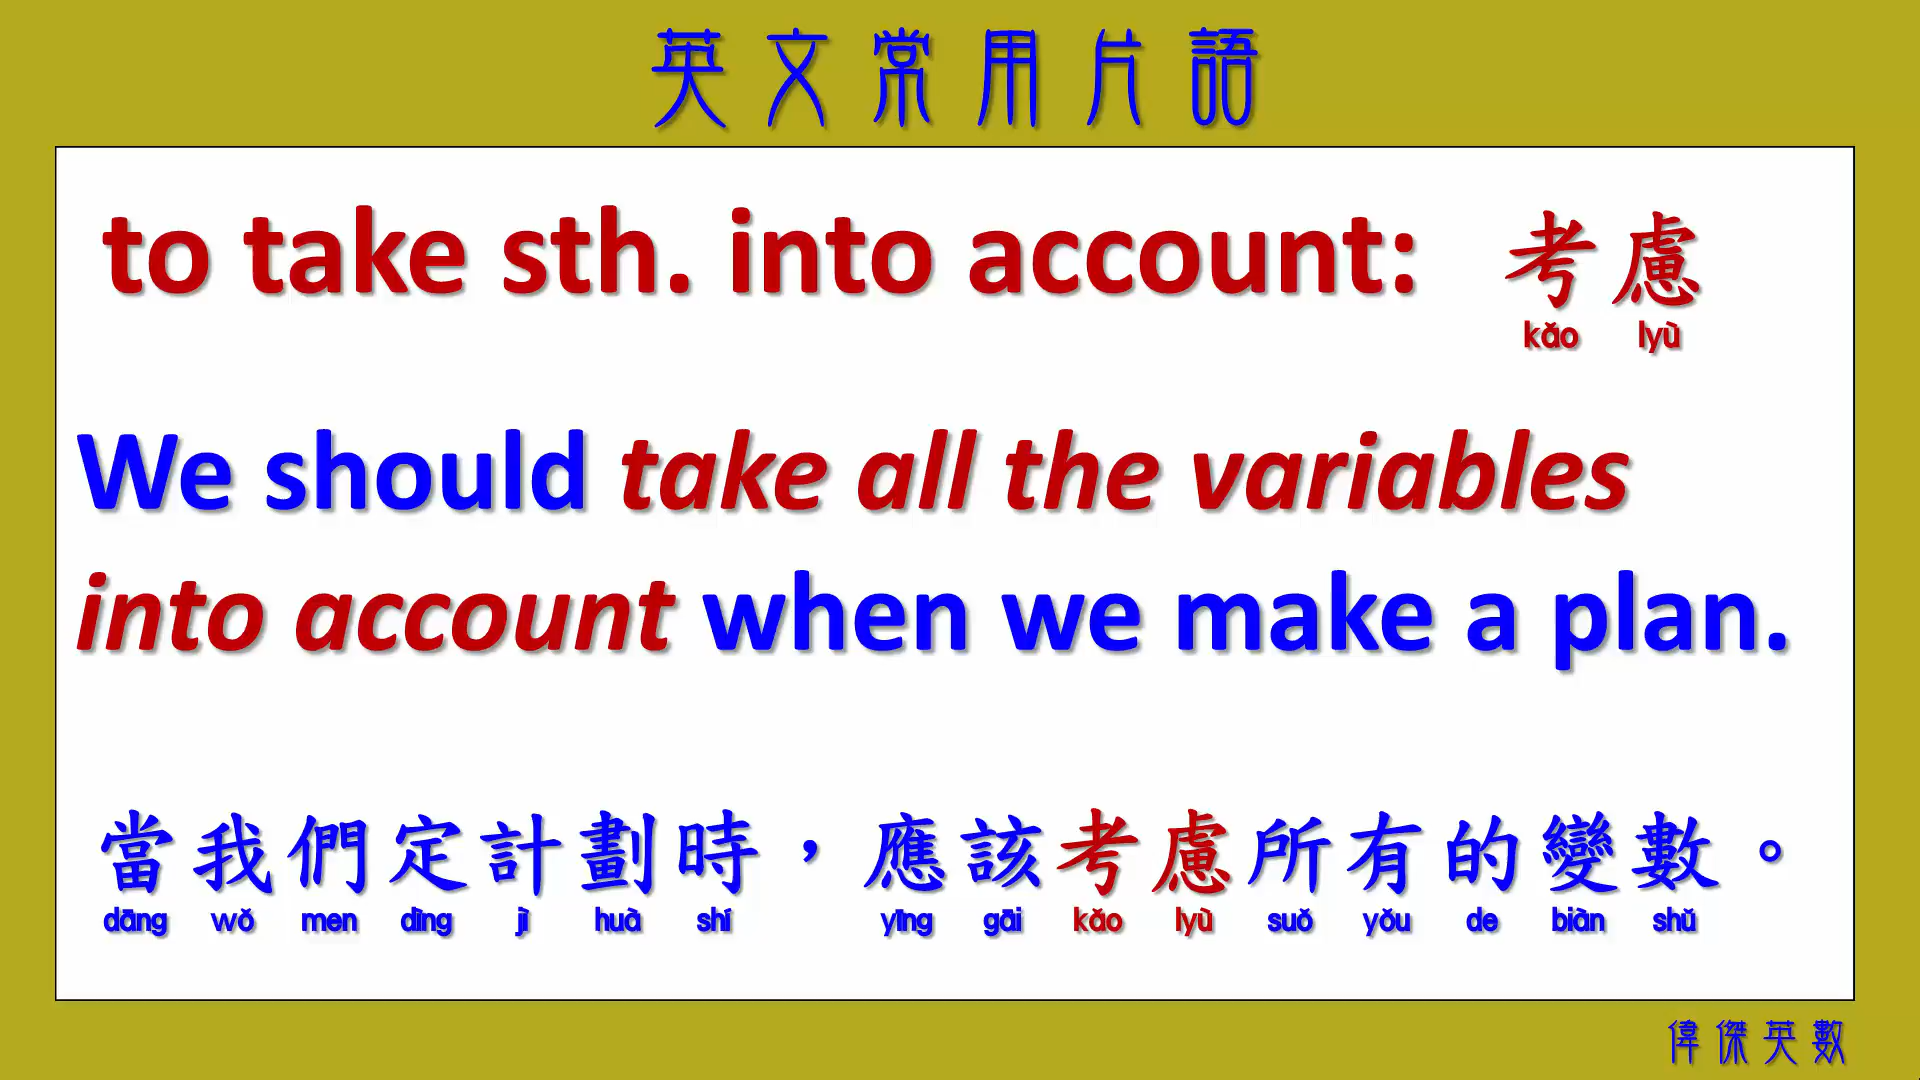 英文常用片語
to take sth. into account: 考慮
kǎo lyù
We should take all the variables
into account when we make a plan.
當我們定計劃時，應該考慮所有的變數。
dāng wǒ men dìng jì huà shí yīng gāi kǎo lyù suǒ yǒu de biàn shǔ
偉傑英數